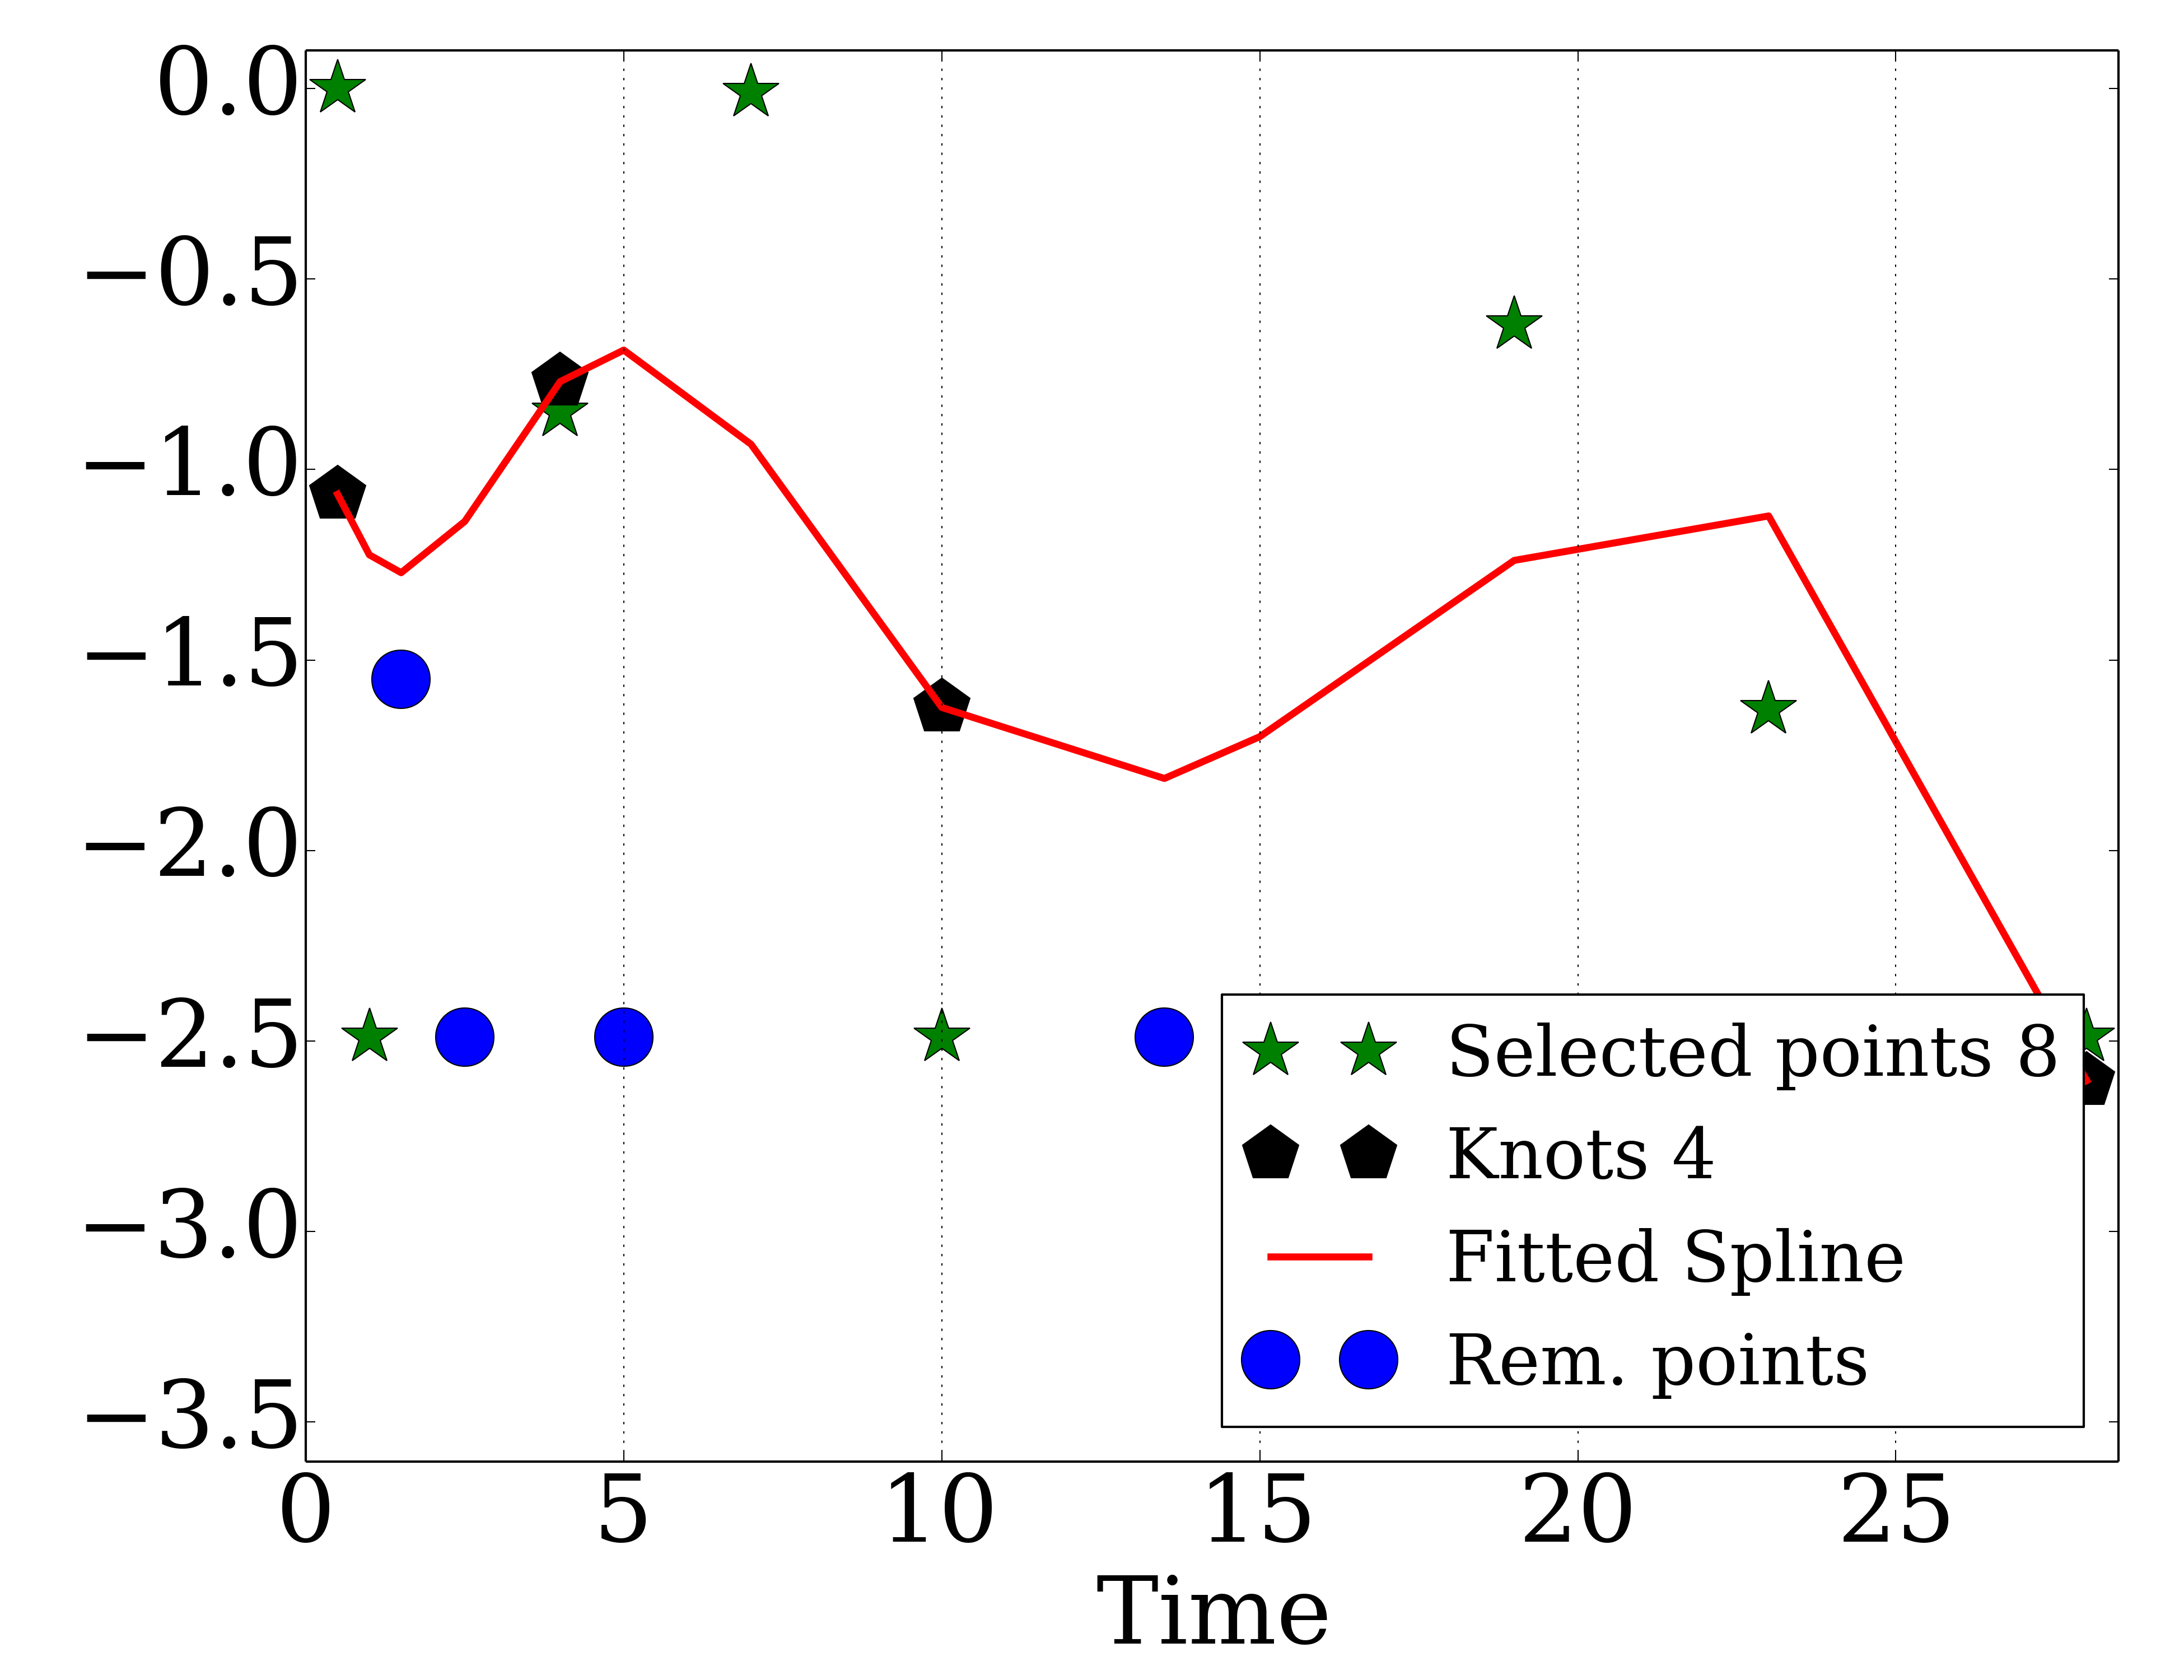 0.0
−0.5
−1.0
−1.5
−2.0
−2.5
−3.0
−3.5
Selected points 8
Knots 4
Fitted Spline
Rem. points
0 5 10 15 20 25
Time